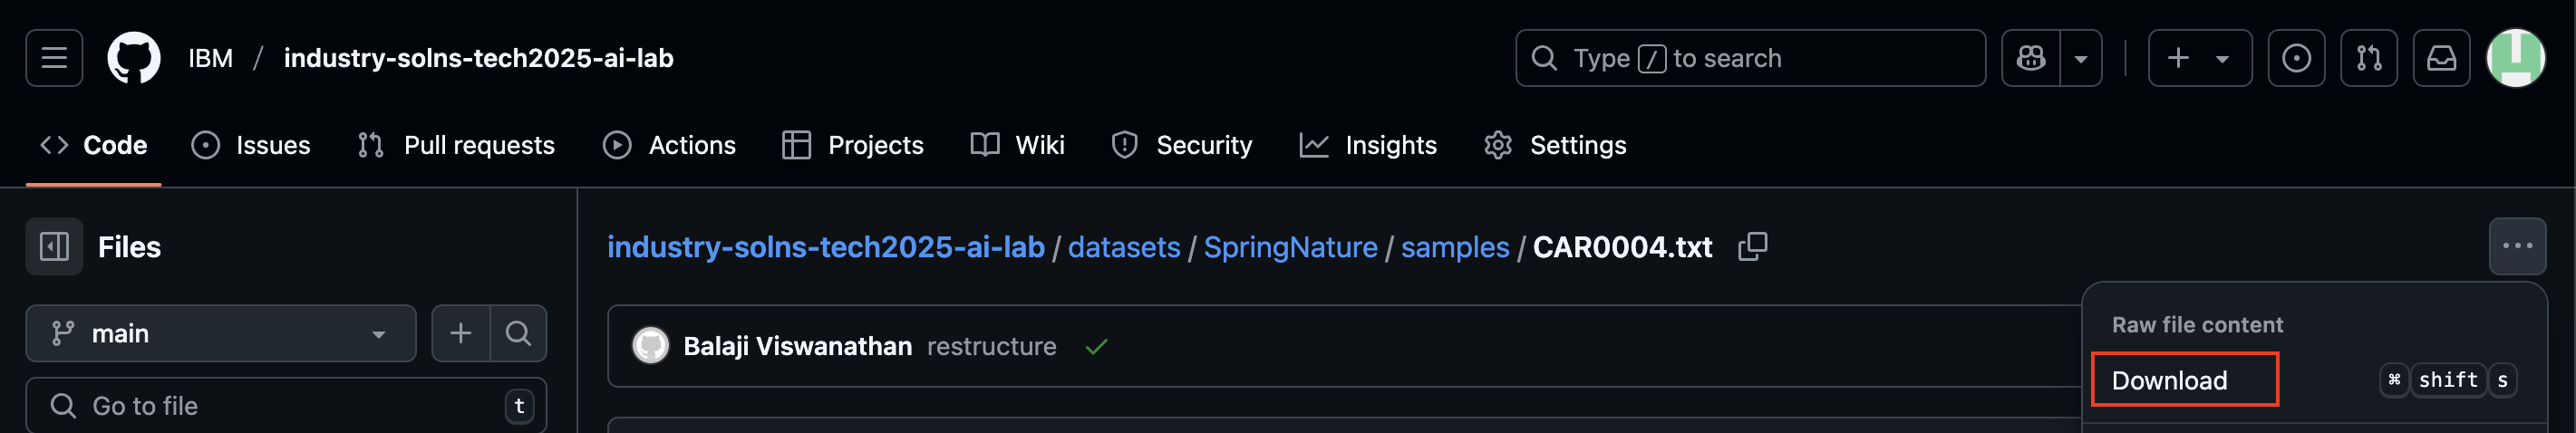 IBM / industry-solns-tech2025-ai-lab
Type / to search
Code Issues Pull requests Actions Projects Wiki Security Insights Settings
Files
industry-solns-tech2025-ai-lab / datasets / SpringNature / samples / CAR0004.txt
main
Balaji Viswanathan restructure
Raw file content
Download ⌘ shift s
Go to file t